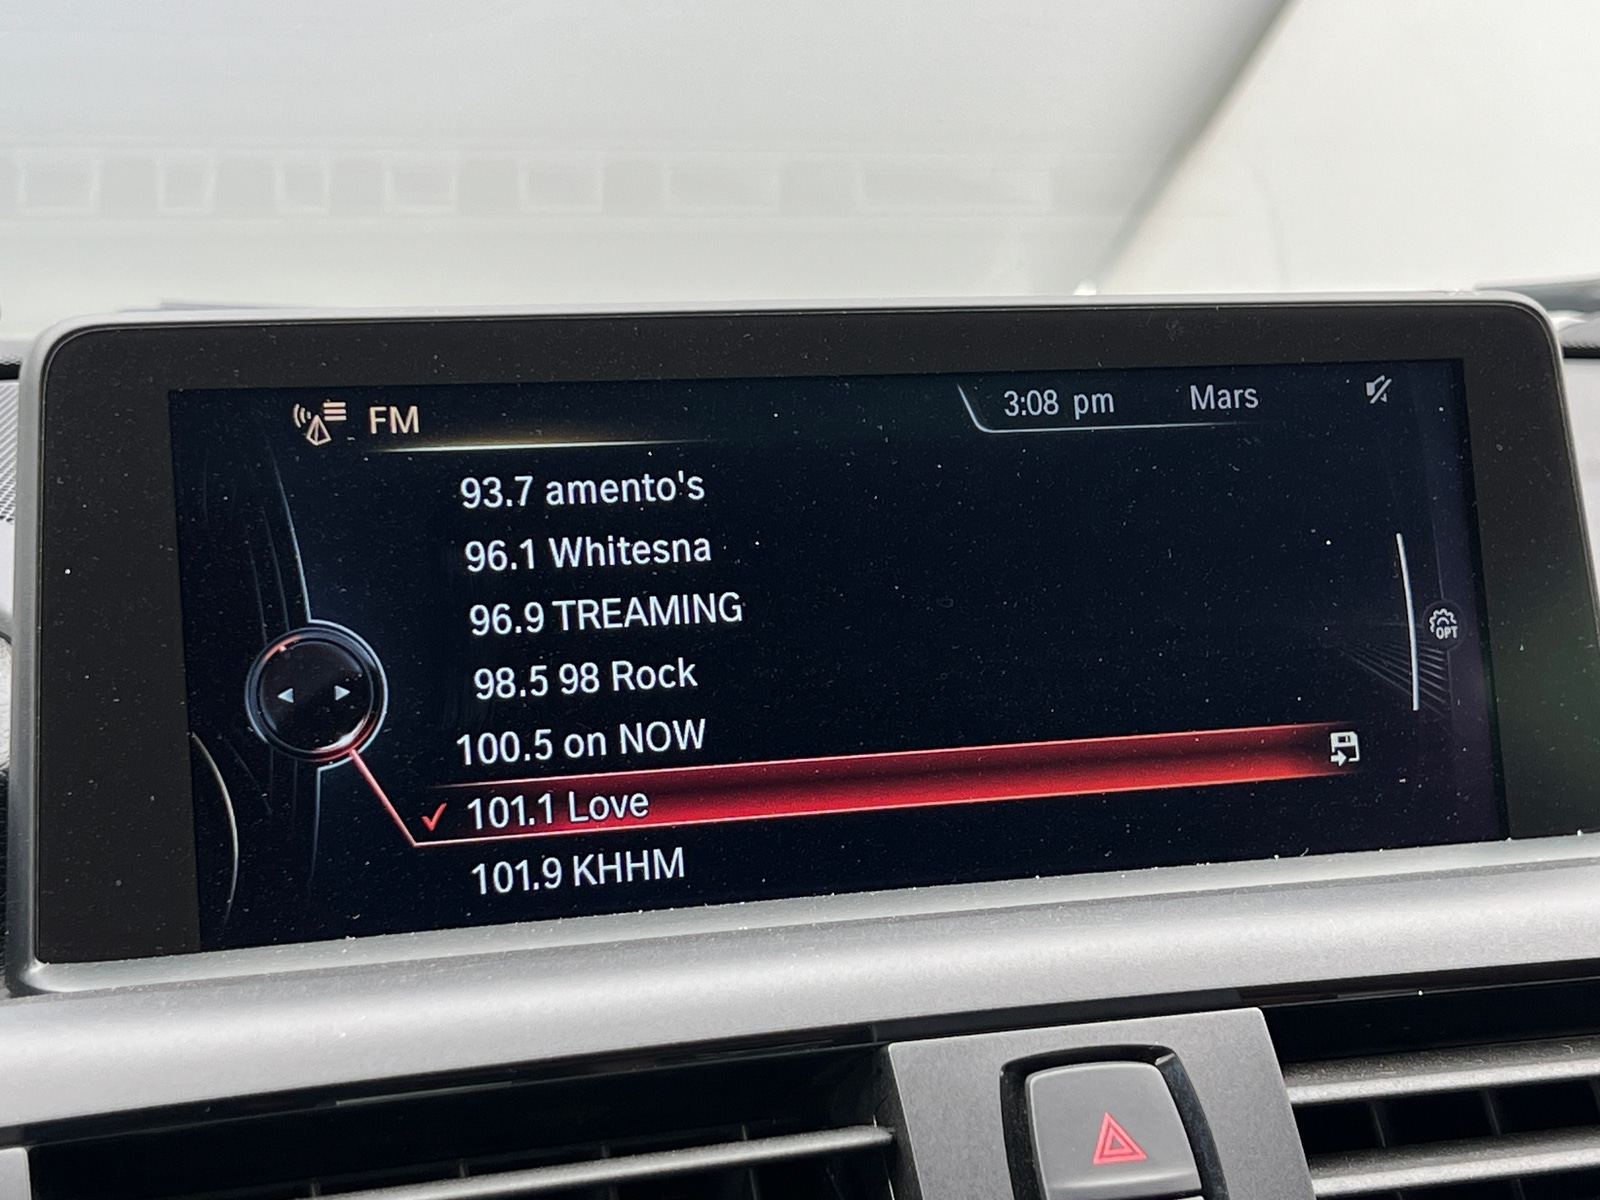 FM
3:08 pm Mars
93.7 amento's
96.1 Whitesna
96.9 TREAMING
98.5 98 Rock
100.5 on NOW
101.1 Love
101.9 KHHM
OPT